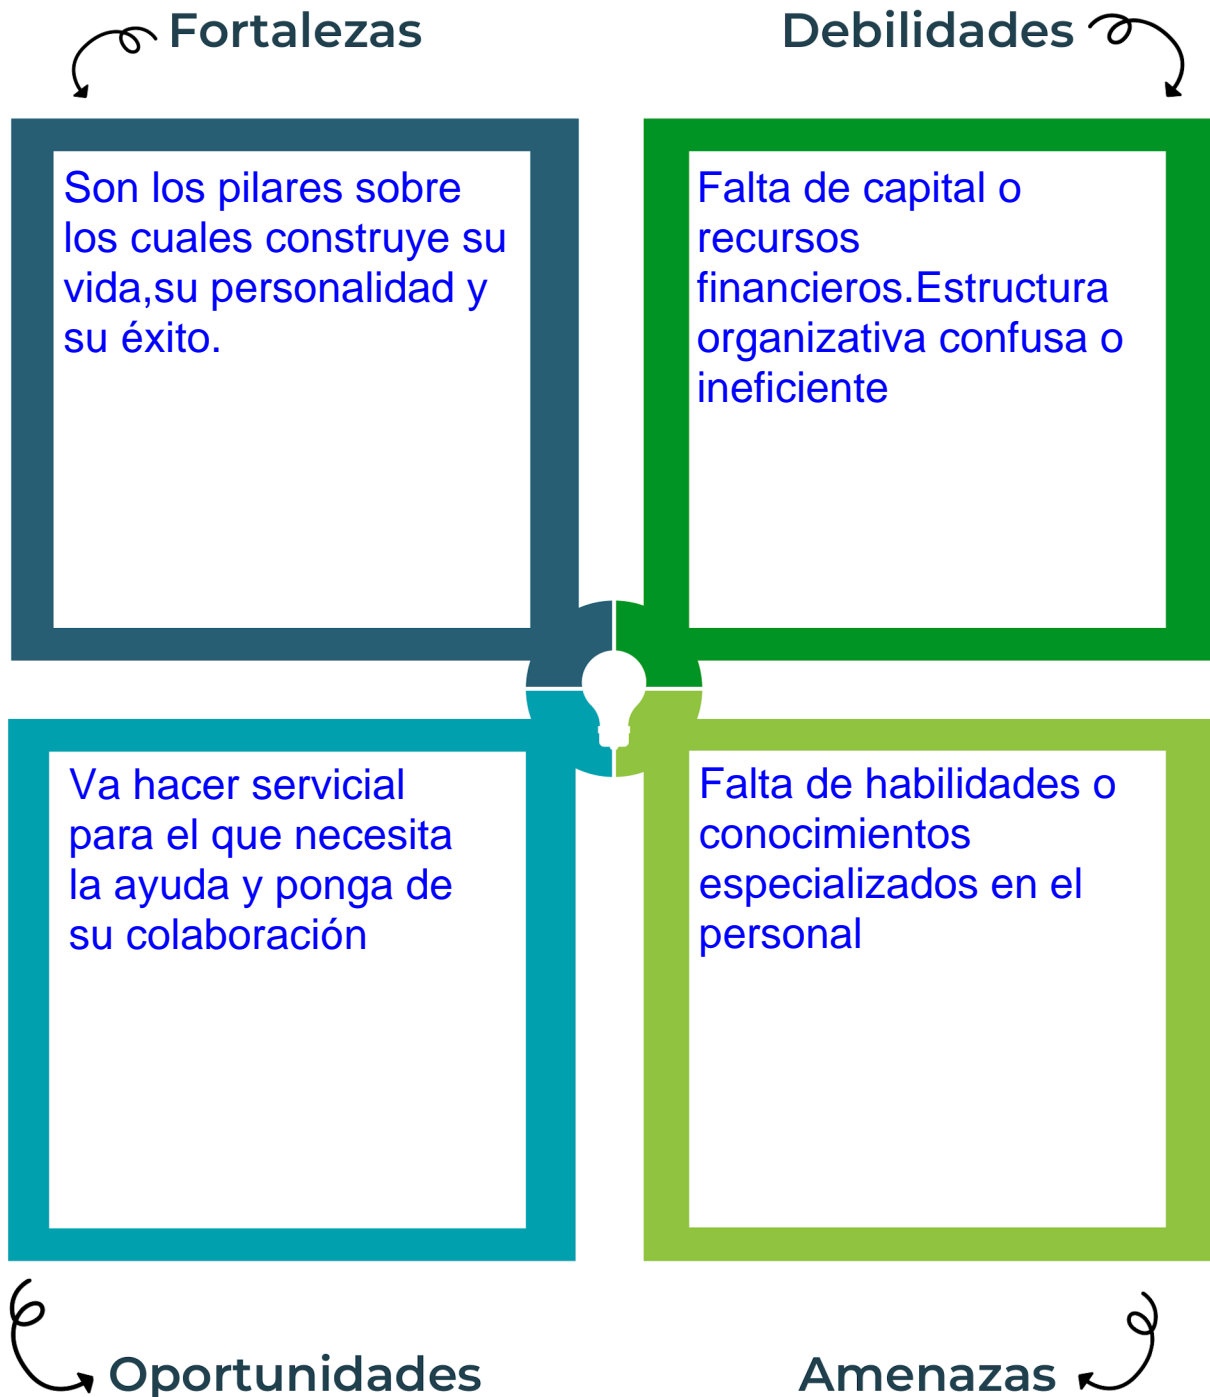 Fortalezas
Debilidades
Son los pilares sobre
los cuales construye su
vida,su personalidad y
su éxito.
Falta de capital o
recursos
financieros.Estructura
organizativa confusa o
ineficiente
Va hacer servicial
para el que necesita
la ayuda y ponga de
su colaboración
Falta de habilidades o
conocimientos
especializados en el
personal
Oportunidades
Amenazas